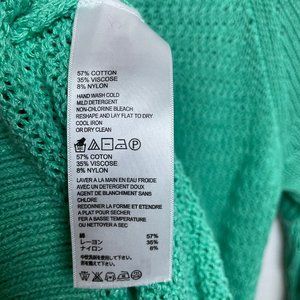 57% COTTON
35% VISCOSE
8% NYLON
HAND WASH COLD
MILD DETERGENT
NON-CHLORINE BLEACH
RESHAPE AND LAY FLAT TO DRY
COOL IRON
OR DRY CLEAN
57% COTON
35% VISCOSE
8% NYLON
LAVER A LA MAIN EN EAU FROIDE
AVEC UN DETERGENT DOUX
AGENT DE BLANCHIMENT SANS
CHLORE
REDONNER LA FORME ET ETENDRE
A PLAT POUR SECHER
FER A BASSE TEMPERATURE
OU NETTOYER A SEC
綿 57%
レーヨン 35%
ナイロン 8%